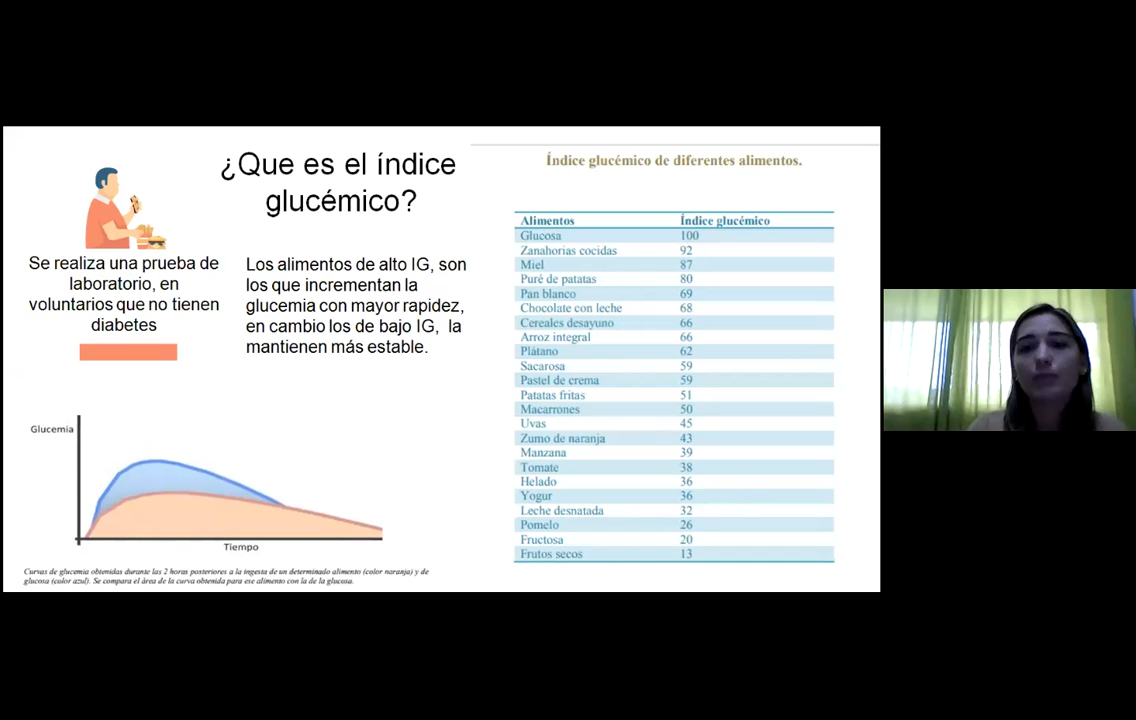 ¿Que es el índice
glucémico?
Se realiza una prueba de
laboratorio, en
voluntarios que no tienen
diabetes
Los alimentos de alto IG, son
los que incrementan la
glucemia con mayor rapidez,
en cambio los de bajo IG, la
mantienen más estable.
Glucemia
Tiempo
Curvas de glucemia obtenidas durante las 2 horas posteriores a la ingesta de un determinado alimento (color naranja) y de
glucosa (color azul). Se compara el área de la curva obtenida para ese alimento con la de la glucosa.
Índice glucémico de diferentes alimentos.
Alimentos Índice glucémico
Glucosa 100
Zanahorias cocidas 92
Miel 87
Puré de patatas 80
Pan blanco 69
Chocolate con leche 68
Cereales desayuno 66
Arroz integral 66
Plátano 62
Sacarosa 59
Pastel de crema 59
Patatas fritas 51
Macarrones 50
Uvas 45
Zumo de naranja 43
Manzana 39
Tomate 38
Helado 36
Yogur 36
Leche desnatada 32
Pomelo 26
Fructosa 20
Frutos secos 13